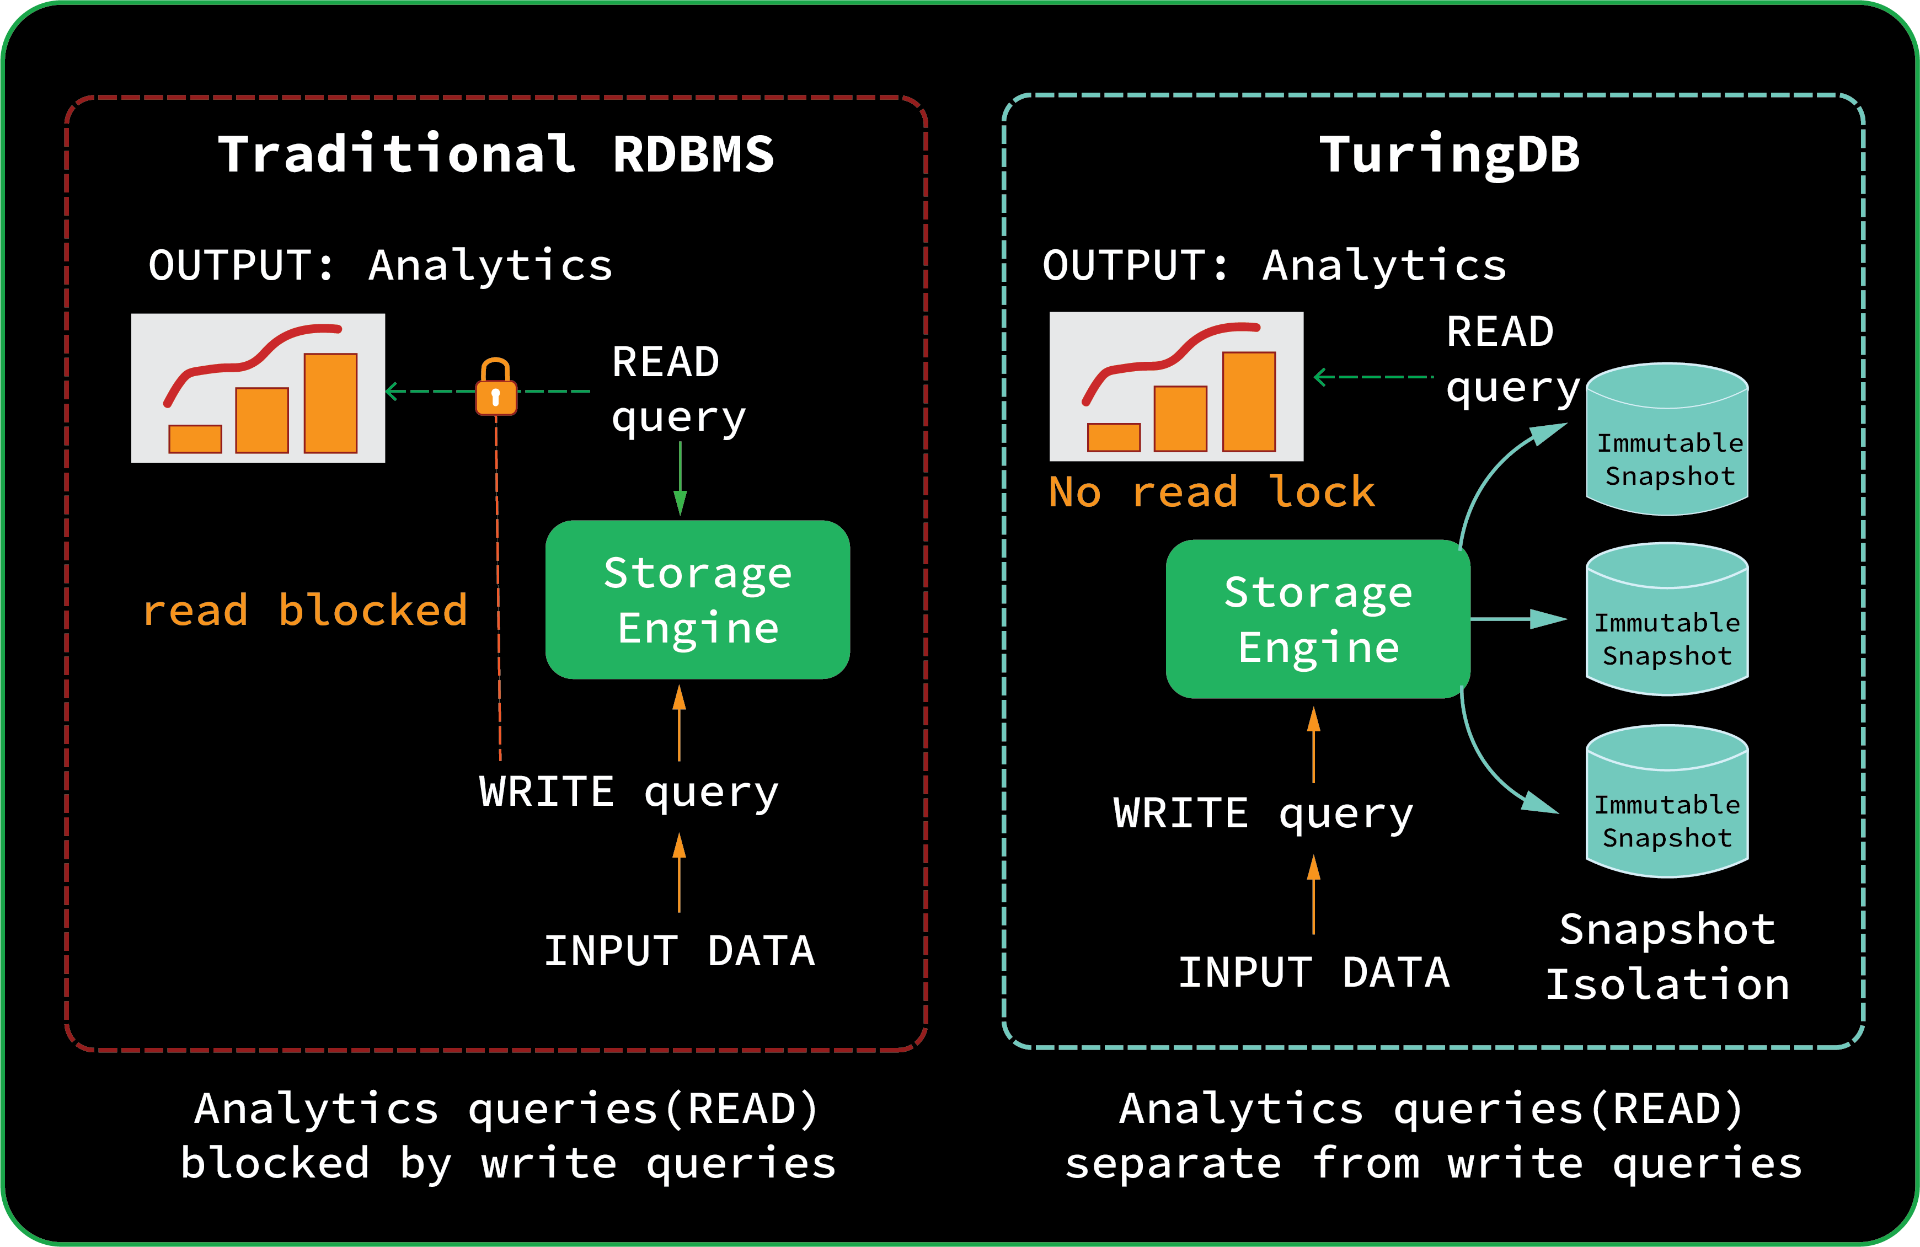 Traditional RDBMS
OUTPUT: Analytics
READ
query
read blocked
Storage
Engine
WRITE query
INPUT DATA
Analytics queries(READ)
blocked by write queries
TuringDB
OUTPUT: Analytics
READ
query
No read lock
Storage
Engine
WRITE query
INPUT DATA
Immutable
Snapshot
Immutable
Snapshot
Immutable
Snapshot
Snapshot
Isolation
Analytics queries(READ)
separate from write queries